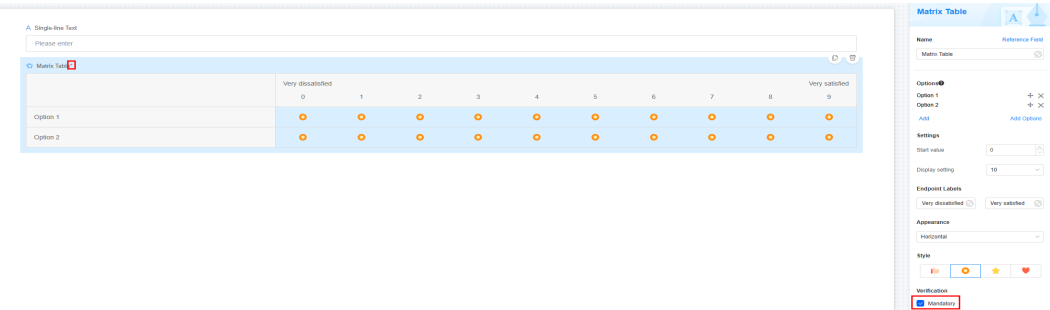 A Single-line Text
Please enter
Matrix Table*
Very dissatisfied Very satisfied
0 1 2 3 4 5 6 7 8 9
Option 1
Option 2
Matrix Table
A
Name Reference Field
Matrix Table
Options
Option 1
Option 2
Add Add Options
Settings
Start value 0
Display setting 10
Endpoint Labels
Very dissatisfied Very satisfied
Appearance
Horizontal
Style
Verification
Mandatory